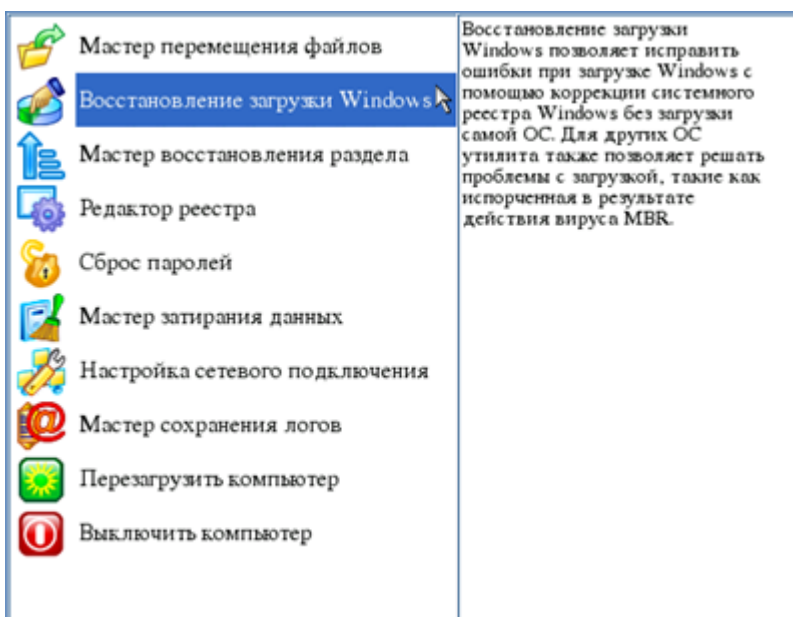 Мастер перемещения файлов
Восстановление загрузки Windows
Мастер восстановления раздела
Редактор реестра
Сброс паролей
Мастер затирания данных
Настройка сетевого подключения
Мастер сохранения логов
Перезагрузить компьютер
Выключить компьютер
Восстановление загрузки
Windows позволяет исправить
ошибки при загрузке Windows с
помощью коррекции системного
реестра Windows без загрузки
самой ОС. Для других ОС
утилита также позволяет решать
проблемы с загрузкой, такие как
испорченная в результате
действия вируса MBR.